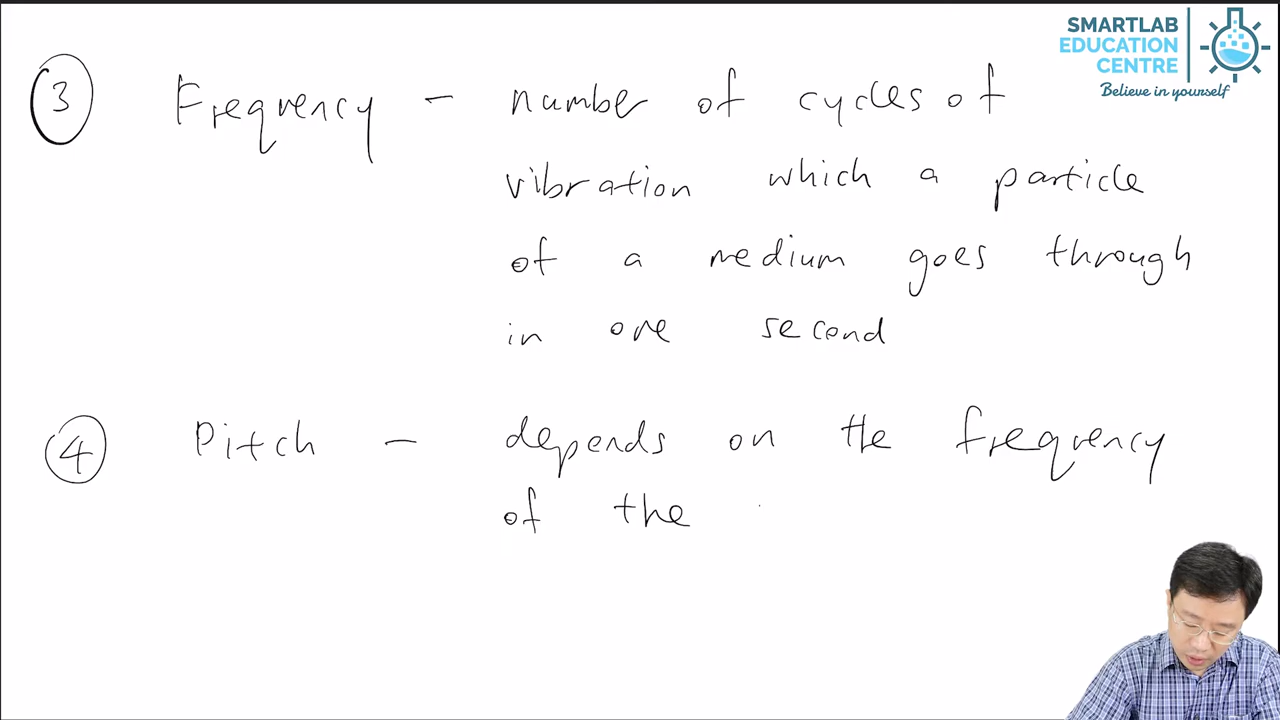 SMARTLAB
EDUCATION
CENTRE
Believe in yourself
3 Frequency - number of cycles of
vibration which a particle
of a medium goes through
in one second
4 Pitch - depends on the frequency
of the